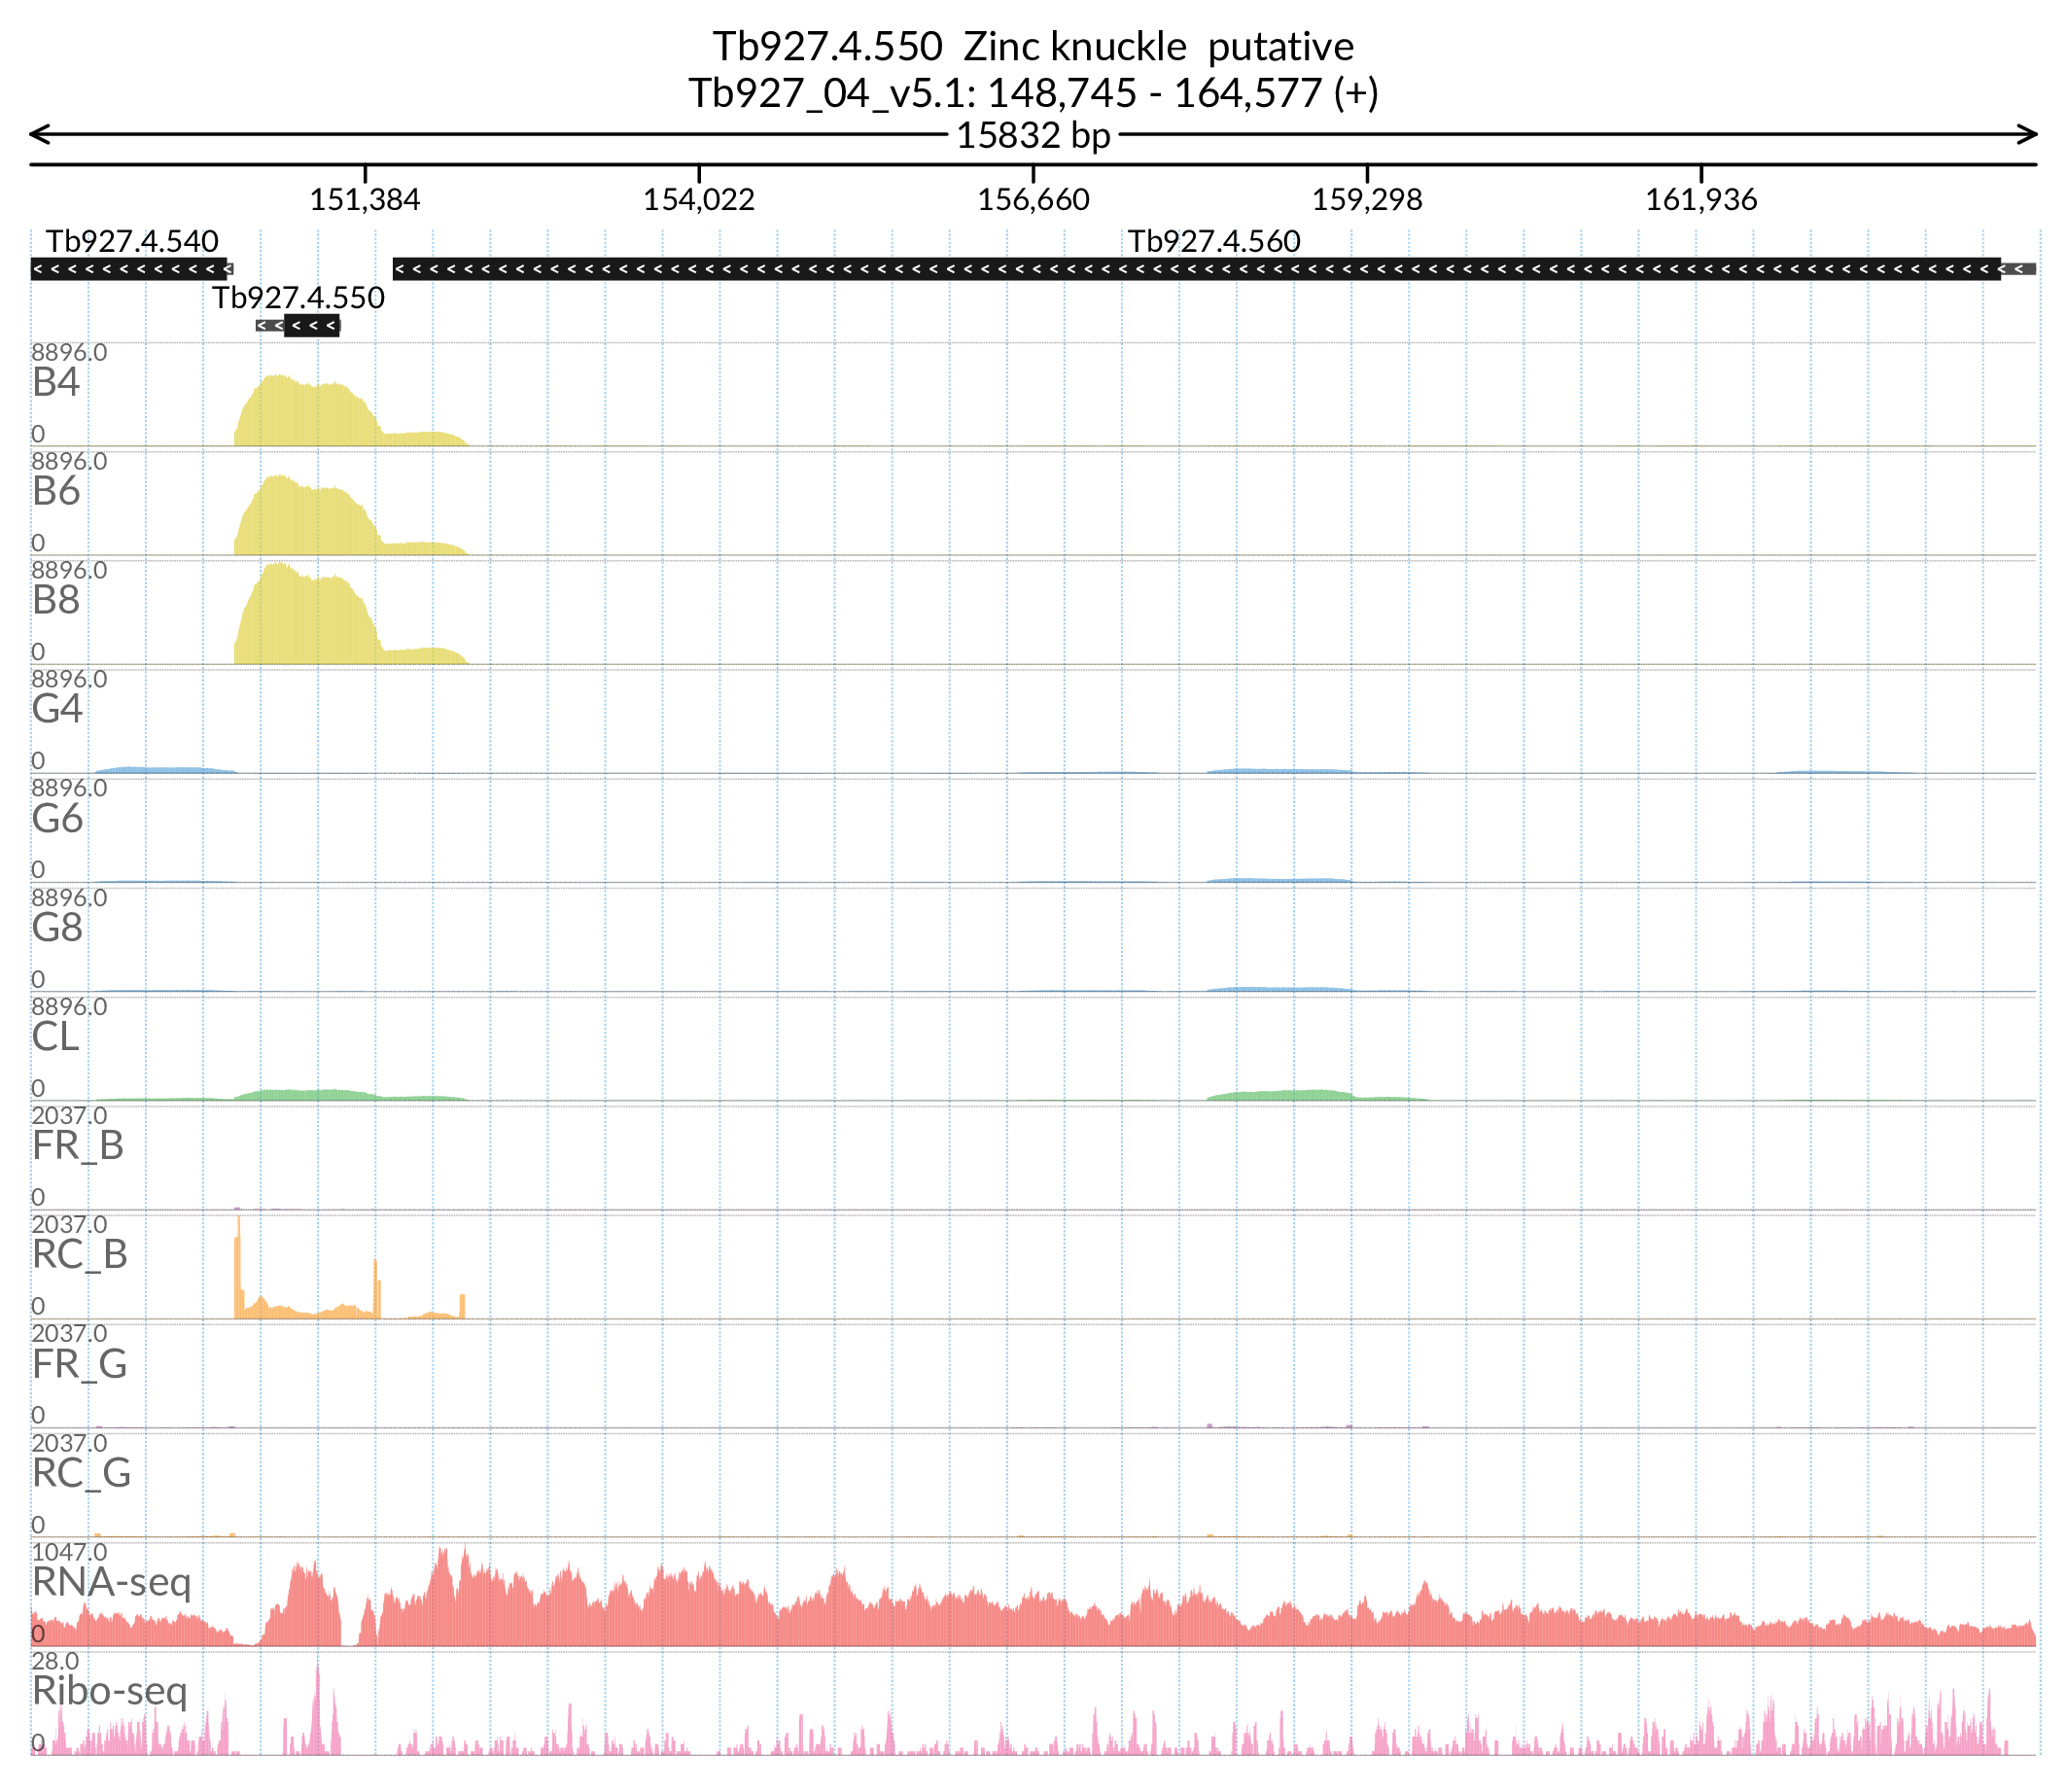 Tb927.4.550  Zinc knuckle  putative
Tb927_04_v5.1: 148,745 - 164,577 (+)
15832 bp
151,384 154,022 156,660 159,298 161,936
Tb927.4.540 Tb927.4.560
Tb927.4.550
8896.0
B4
0
8896.0
B6
0
8896.0
B8
0
8896.0
G4
0
8896.0
G6
0
8896.0
G8
0
8896.0
CL
0
2037.0
FR_B
0
2037.0
RC_B
0
2037.0
FR_G
0
2037.0
RC_G
0
1047.0
RNA-seq
0
28.0
Ribo-seq
0